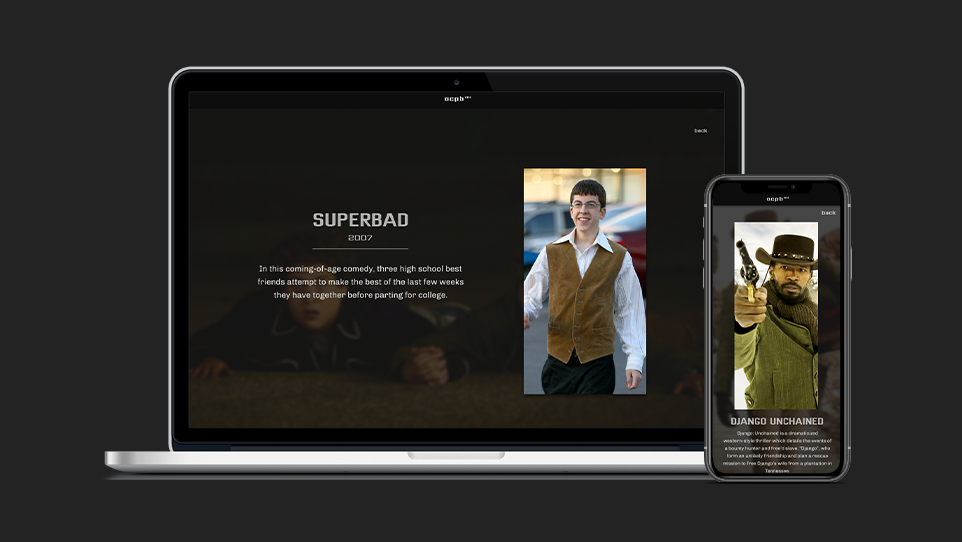 ocpb™
back
SUPERBAD
2007
In this coming-of-age comedy, three high school best
friends attempt to make the best of the last few weeks
they have together before parting for college.
ocpb™
back
DJANGO UNCHAINED
Django: Unchained is a dramatized
western-style thriller which details the events of
a bounty hunter and freed slave, "Django", who
form an unlikely friendship and plan a rescue
mission to free Django's wife from a plantation in
Tennessee.